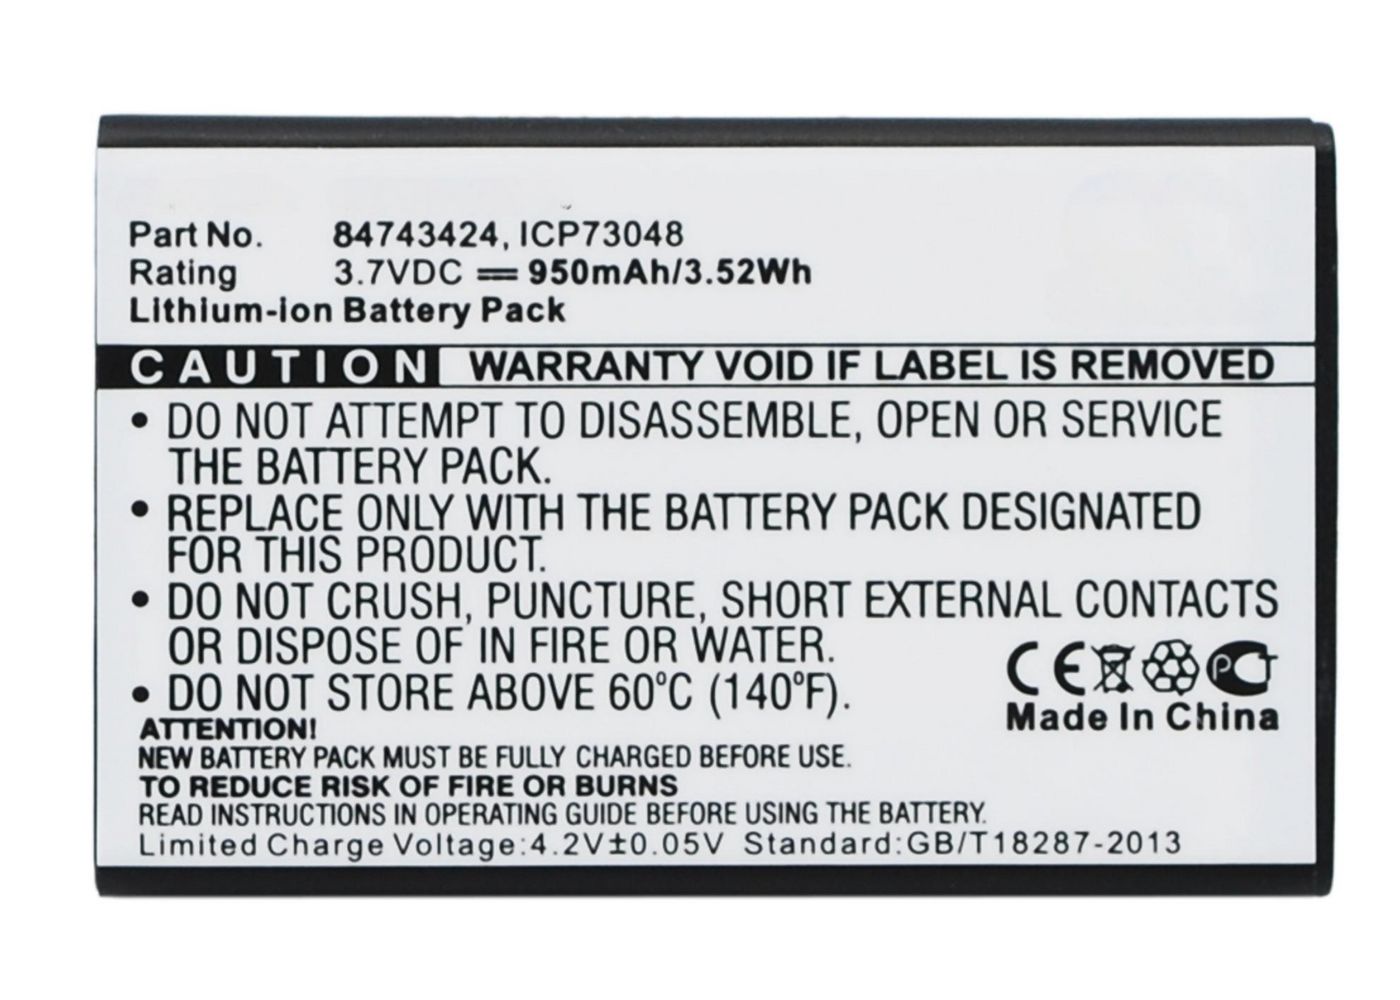 Part No. 84743424, ICP73048
Rating 3.7VDC ⎓ 950mAh/3.52Wh
Lithium-ion Battery Pack
CAUTION WARRANTY VOID IF LABEL IS REMOVED
• DO NOT ATTEMPT TO DISASSEMBLE, OPEN OR SERVICE
THE BATTERY PACK.
• REPLACE ONLY WITH THE BATTERY PACK DESIGNATED
FOR THIS PRODUCT.
• DO NOT CRUSH, PUNCTURE, SHORT EXTERNAL CONTACTS
OR DISPOSE OF IN FIRE OR WATER.
• DO NOT STORE ABOVE 60°C (140°F).
CE PCT
Made In China
ATTENTION!
NEW BATTERY PACK MUST BE FULLY CHARGED BEFORE USE.
TO REDUCE RISK OF FIRE OR BURNS
READ INSTRUCTIONS IN OPERATING GUIDE BEFORE USING THE BATTERY.
Limited Charge Voltage:4.2V±0.05V Standard:GB/T18287-2013